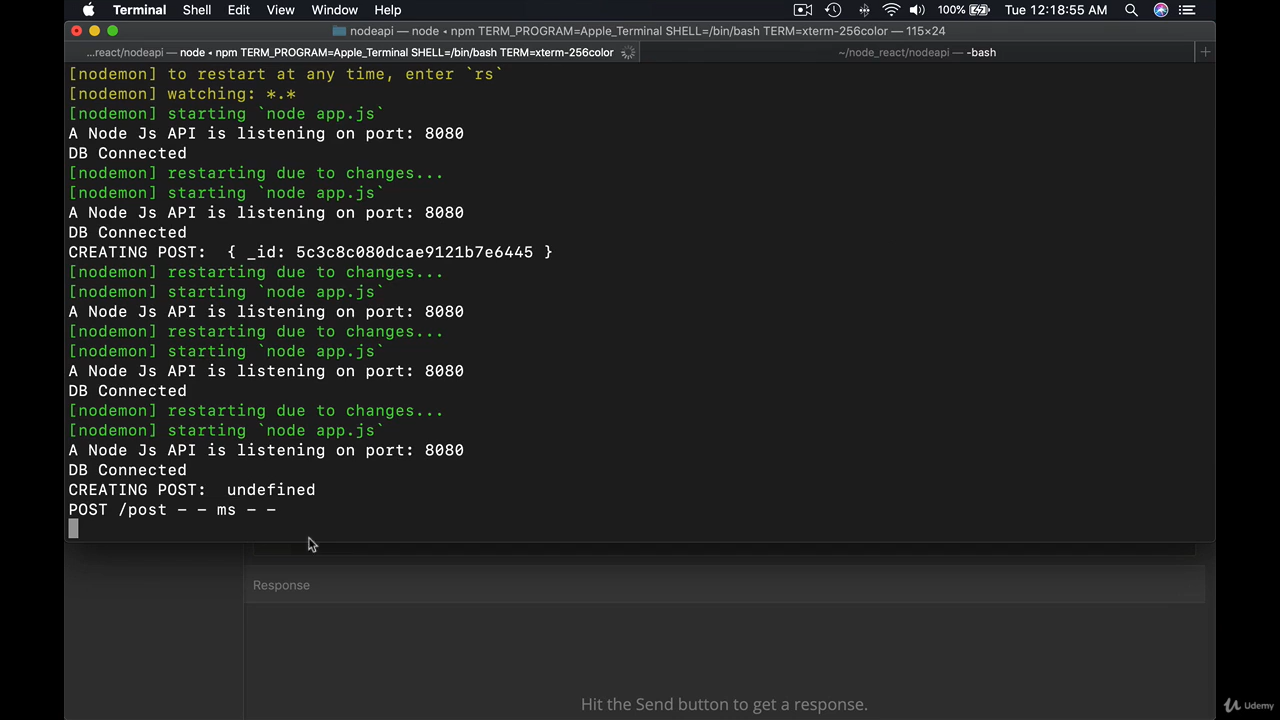 Terminal Shell Edit View Window Help 100% Tue 12:18:55 AM
nodeapi — node ◂ npm TERM_PROGRAM=Apple_Terminal SHELL=/bin/bash TERM=xterm-256color — 115×24
...react/nodeapi — node ◂ npm TERM_PROGRAM=Apple_Terminal SHELL=/bin/bash TERM=xterm-256color ~/node_react/nodeapi — -bash
[nodemon] to restart at any time, enter `rs`
[nodemon] watching: *.*
[nodemon] starting `node app.js`
A Node Js API is listening on port: 8080
DB Connected
[nodemon] restarting due to changes...
[nodemon] starting `node app.js`
A Node Js API is listening on port: 8080
DB Connected
CREATING POST:  { _id: 5c3c8c080dcae9121b7e6445 }
[nodemon] restarting due to changes...
[nodemon] starting `node app.js`
A Node Js API is listening on port: 8080
[nodemon] restarting due to changes...
[nodemon] starting `node app.js`
A Node Js API is listening on port: 8080
DB Connected
[nodemon] restarting due to changes...
[nodemon] starting `node app.js`
A Node Js API is listening on port: 8080
DB Connected
CREATING POST:  undefined
POST /post - - ms - -
Response
Hit the Send button to get a response.
Udemy